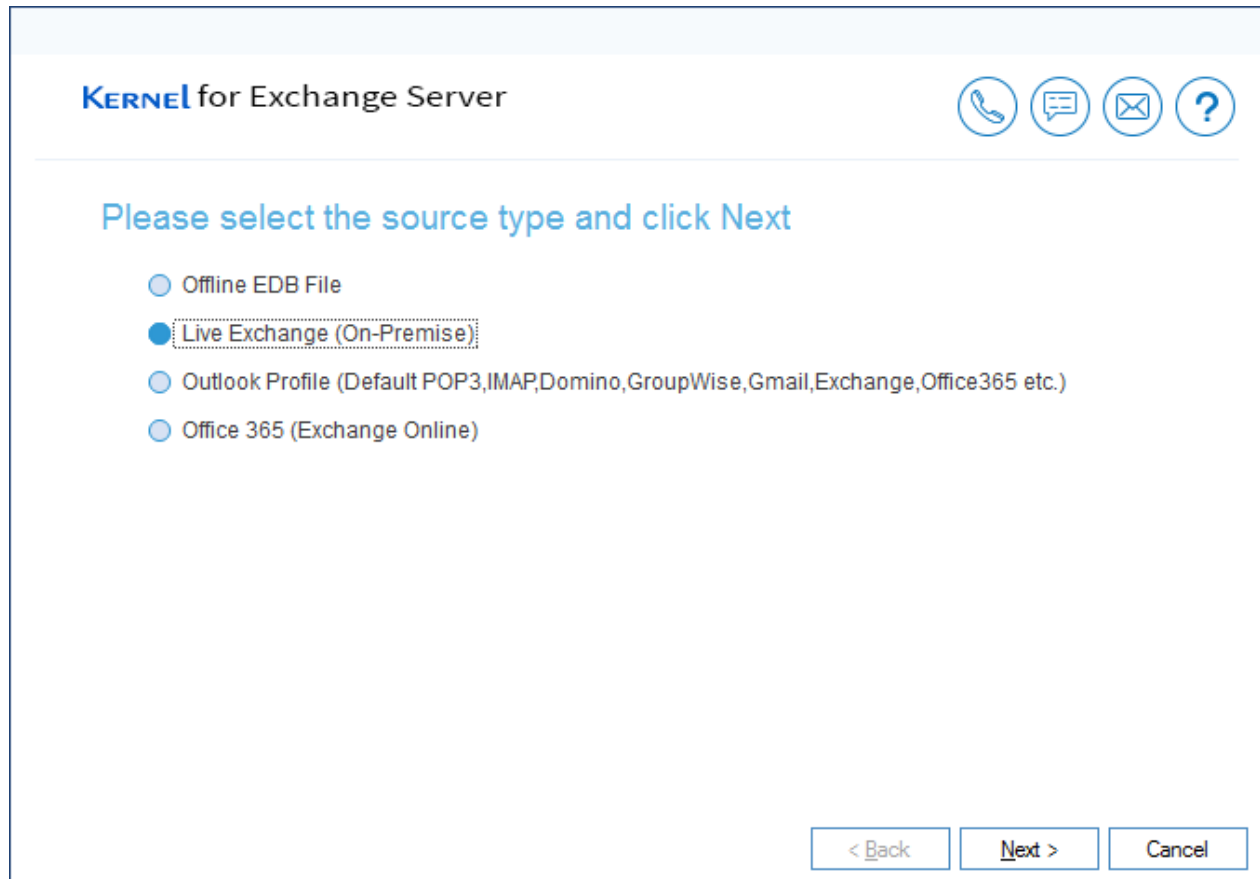 KERNEL for Exchange Server
?
Please select the source type and click Next
Offline EDB File
Live Exchange (On-Premise)
Outlook Profile (Default POP3,IMAP,Domino,GroupWise,Gmail,Exchange,Office365 etc.)
Office 365 (Exchange Online)
< Back
Next >
Cancel